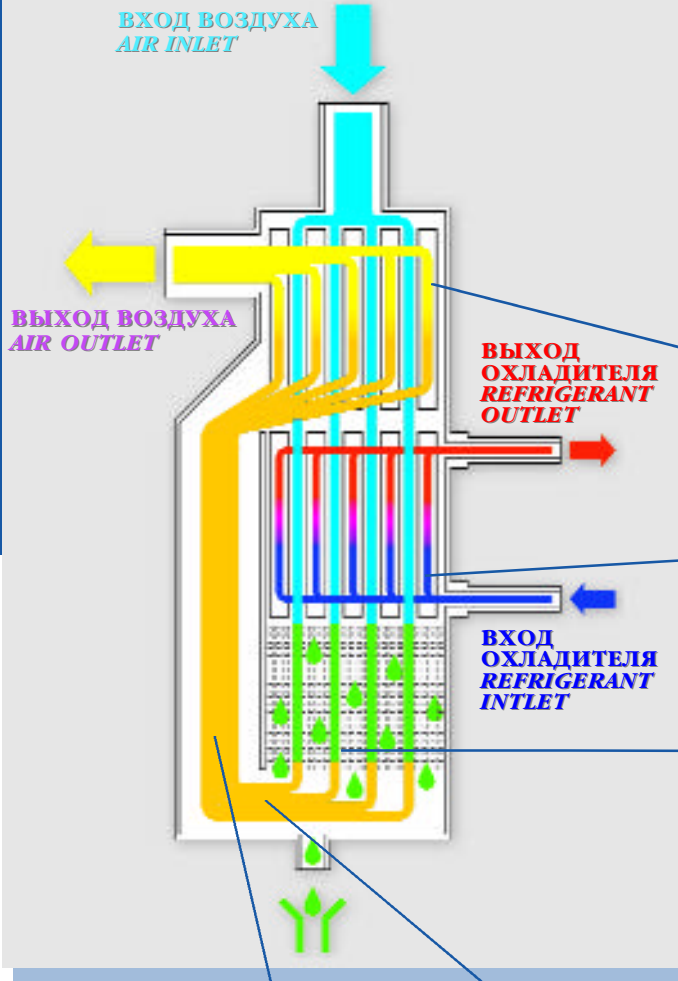 ВХОД ВОЗДУХА
AIR INLET
ВЫХОД ВОЗДУХА
AIR OUTLET
ВЫХОД
ОХЛАДИТЕЛЯ
REFRIGERANT
OUTLET
ВХОД
ОХЛАДИТЕЛЯ
REFRIGERANT
INTLET